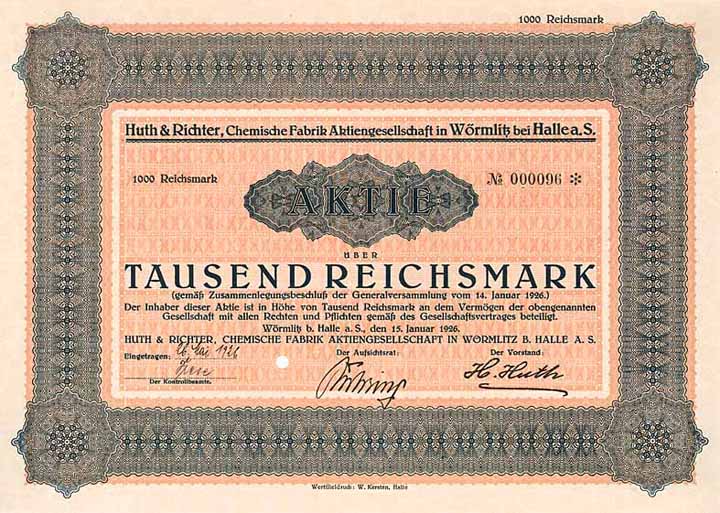 1000 Reichsmark
Huth & Richter, Chemische Fabrik Aktiengesellschaft in Wörmlitz bei Halle a. S.
1000 Reichsmark
№ 000096 ✻
AKTIE
ÜBER
TAUSEND REICHSMARK
(gemäß Zusammenlegungsbeschluß der Generalversammlung vom 14. Januar 1926.)
Der Inhaber dieser Aktie ist in Höhe von Tausend Reichsmark an dem Vermögen der obengenannten
Gesellschaft mit allen Rechten und Pflichten gemäß des Gesellschaftsvertrages beteiligt.
Wörmlitz b. Halle a. S., den 15. Januar 1926.
HUTH & RICHTER, CHEMISCHE FABRIK AKTIENGESELLSCHAFT IN WÖRMLITZ B. HALLE A. S.
Eingetragen: 26. 1926
Der Aufsichtsrat:
Der Vorstand:
H. Huth
Der Kontrollbeamte.
Wertpapierdruck: W. Kersten, Halle